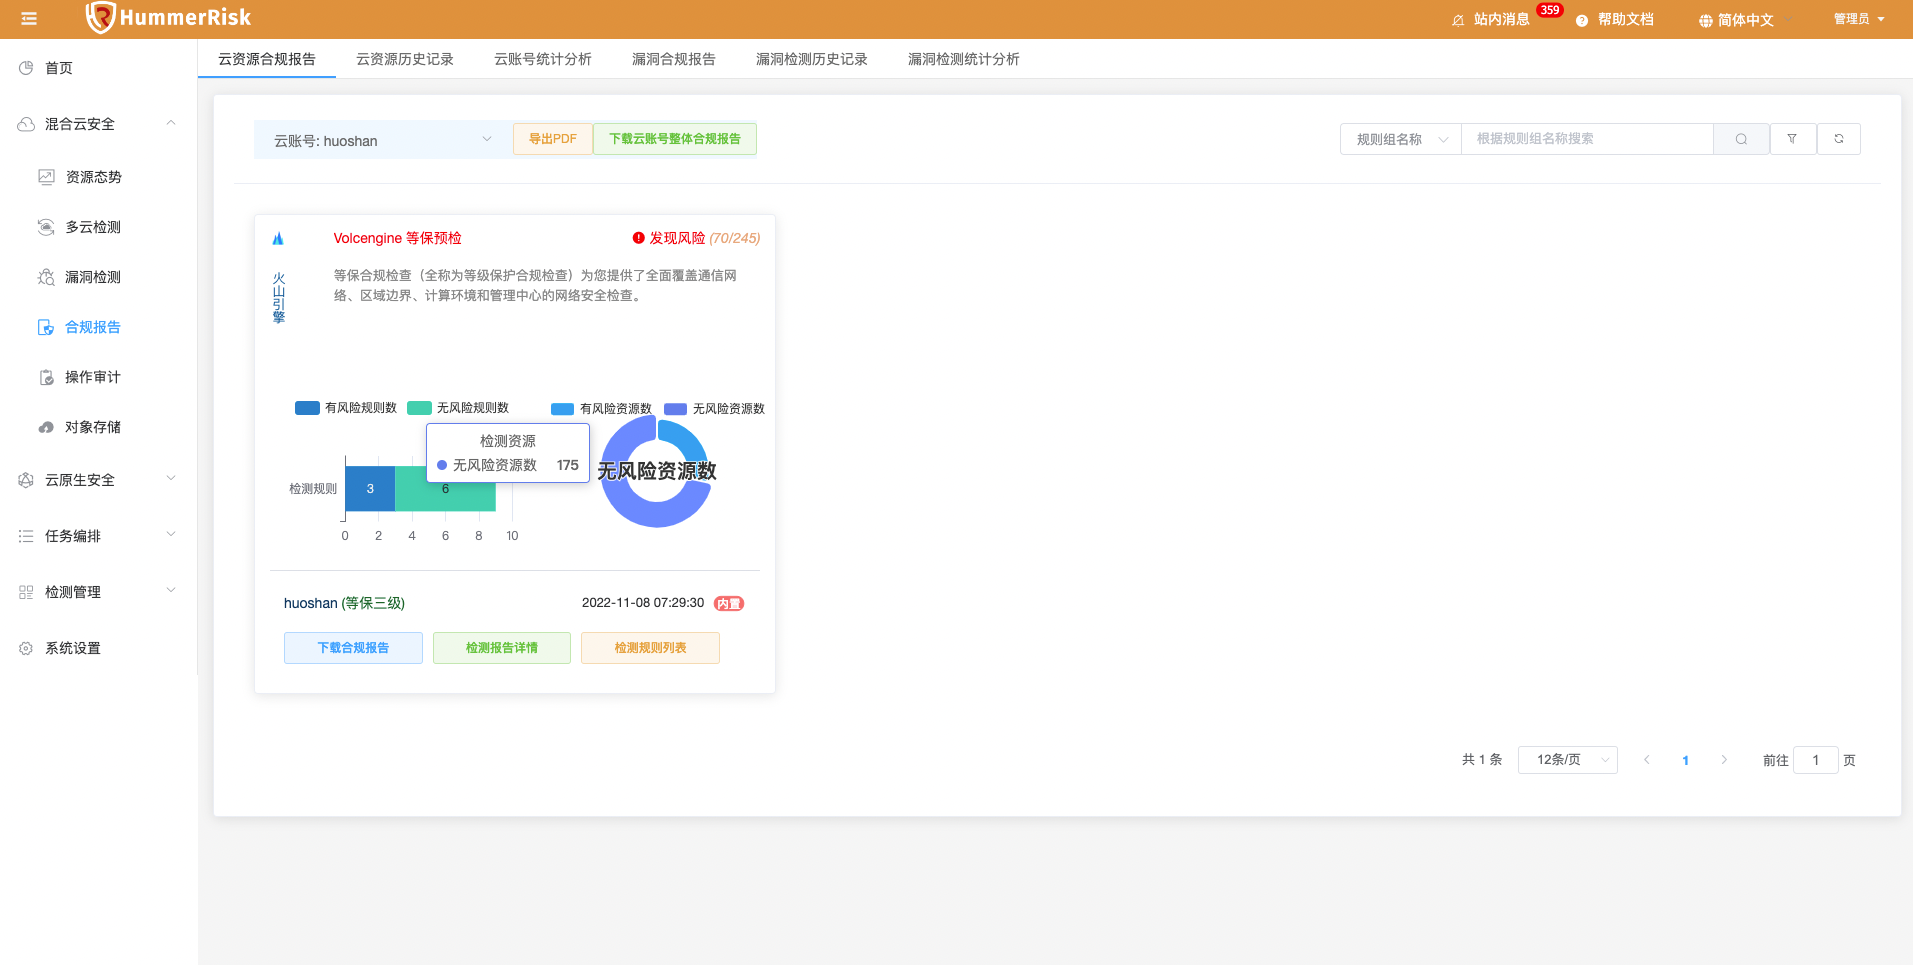 HummerRisk
站内消息 359 帮助文档 简体中文 管理员
首页
混合云安全
资源态势
多云检测
漏洞检测
合规报告
操作审计
对象存储
云原生安全
任务编排
检测管理
系统设置
云资源合规报告 云资源历史记录 云账号统计分析 漏洞合规报告 漏洞检测历史记录 漏洞检测统计分析
云账号: huoshan 导出PDF 下载云账号整体合规报告 规则组名称 根据规则组名称搜索
Volcengine 等保预检 发现风险 (70/245)
火山引擎
等保合规检查（全称为等级保护合规检查）为您提供了全面覆盖通信网
络、区域边界、计算环境和管理中心的网络安全检查。
有风险规则数 无风险规则数 有风险资源数 无风险资源数
检测资源
无风险资源数 175
无风险资源数
检测规则 3 6
0 2 4 6 8 10
huoshan (等保三级) 2022-11-08 07:29:30 内置
下载合规报告 检测报告详情 检测规则列表
共 1 条 12条/页 1 前往 1 页